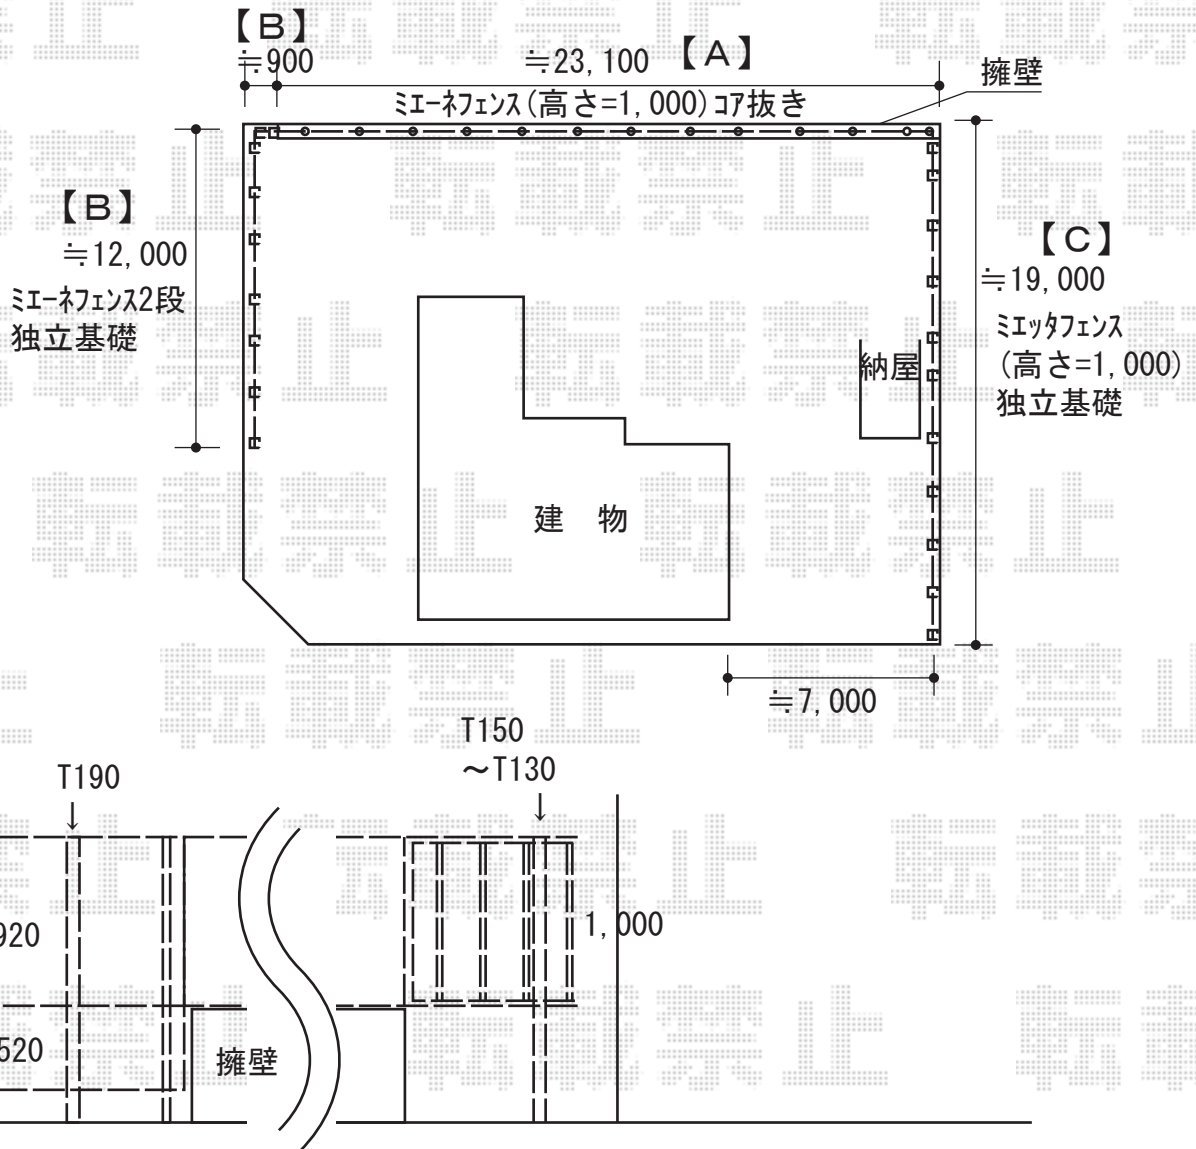 【B】
≒900
≒23,100 【A】
擁壁
ミエーネフェンス(高さ=1,000)コア抜き
【B】
≒12,000
ミエーネフェンス2段
独立基礎
【C】
≒19,000
ミエッタフェンス
(高さ=1,000)
独立基礎
納屋
建 物
≒7,000
T190
T150
～T130
920
1,000
520
擁壁
転載禁止